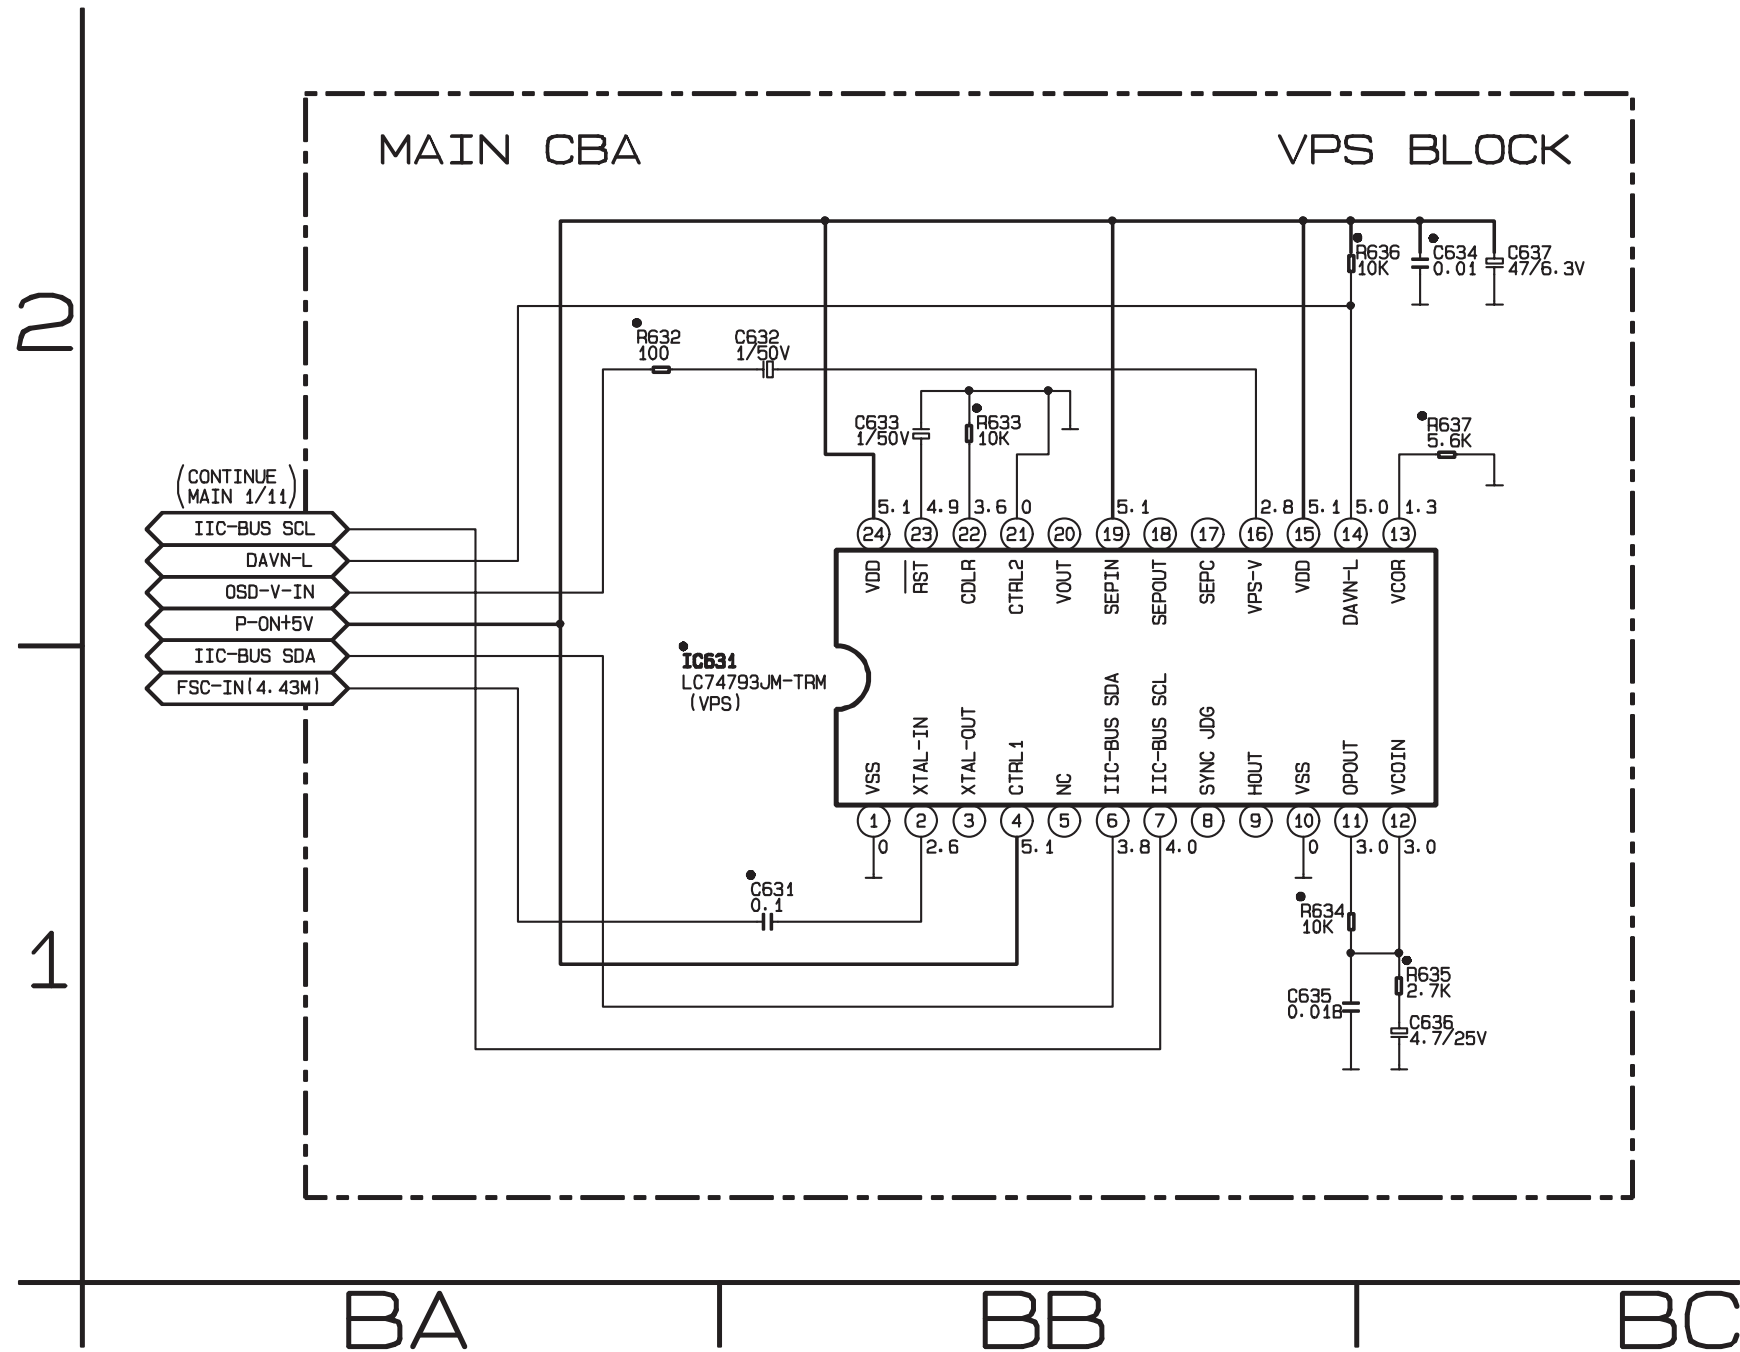 MAIN CBA
VPS BLOCK
2
1
R636
10K
C634
0.01
C637
47/6.3V
R632
100
C632
1/50V
C633
1/50V
R633
10K
R637
5.6K
(CONTINUE
MAIN 1/11)
IIC-BUS SCL
DAVN-L
OSD-V-IN
P-ON+5V
IIC-BUS SDA
FSC-IN(4.43M)
5.1 4.9 3.6 0 5.1 2.8 5.1 5.0 1.3
24 23 22 21 20 19 18 17 16 15 14 13
VDD
RST
CDLR
CTRL2
VOUT
SEPIN
SEPOUT
SEPC
VPS-V
VDD
DAVN-L
VCOR
IC631
LC74793JM-TRM
(VPS)
VSS
XTAL-IN
XTAL-OUT
CTRL1
NC
IIC-BUS SDA
IIC-BUS SCL
SYNC JDG
HOUT
VSS
OPOUT
VCOIN
1 2 3 4 5 6 7 8 9 10 11 12
0 2.6 5.1 3.8 4.0 0 3.0 3.0
C631
0.1
R634
10K
R635
2.7K
C635
0.018
C636
4.7/25V
BA
BB
BC